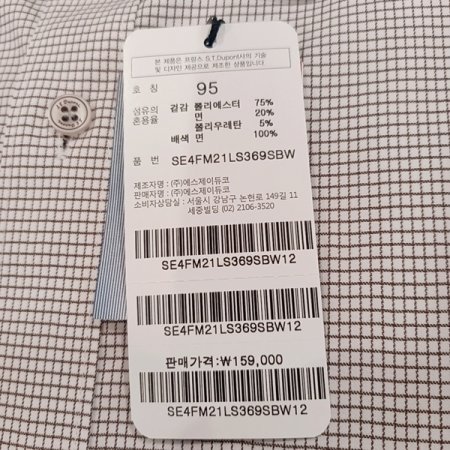 본 제품은 프랑스 S.T.Dupont사의 기술
및 디자인 제공으로 제조한 상품입니다.
호 칭 95
섬유의 혼용율 겉감 폴리에스터 75%
면 20%
폴리우레탄 5%
배색 면 100%
품 번 SE4FM21LS369SBW
제조자명 : (주)에스제이듀코
판매자명 : (주)에스제이듀코
소비자상담실 : 서울시 강남구 논현로 149길 11
세중빌딩 (02) 2106-3520
SE4FM21LS369SBW12
SE4FM21LS369SBW12
판매가격:₩159,000
SE4FM21LS369SBW12